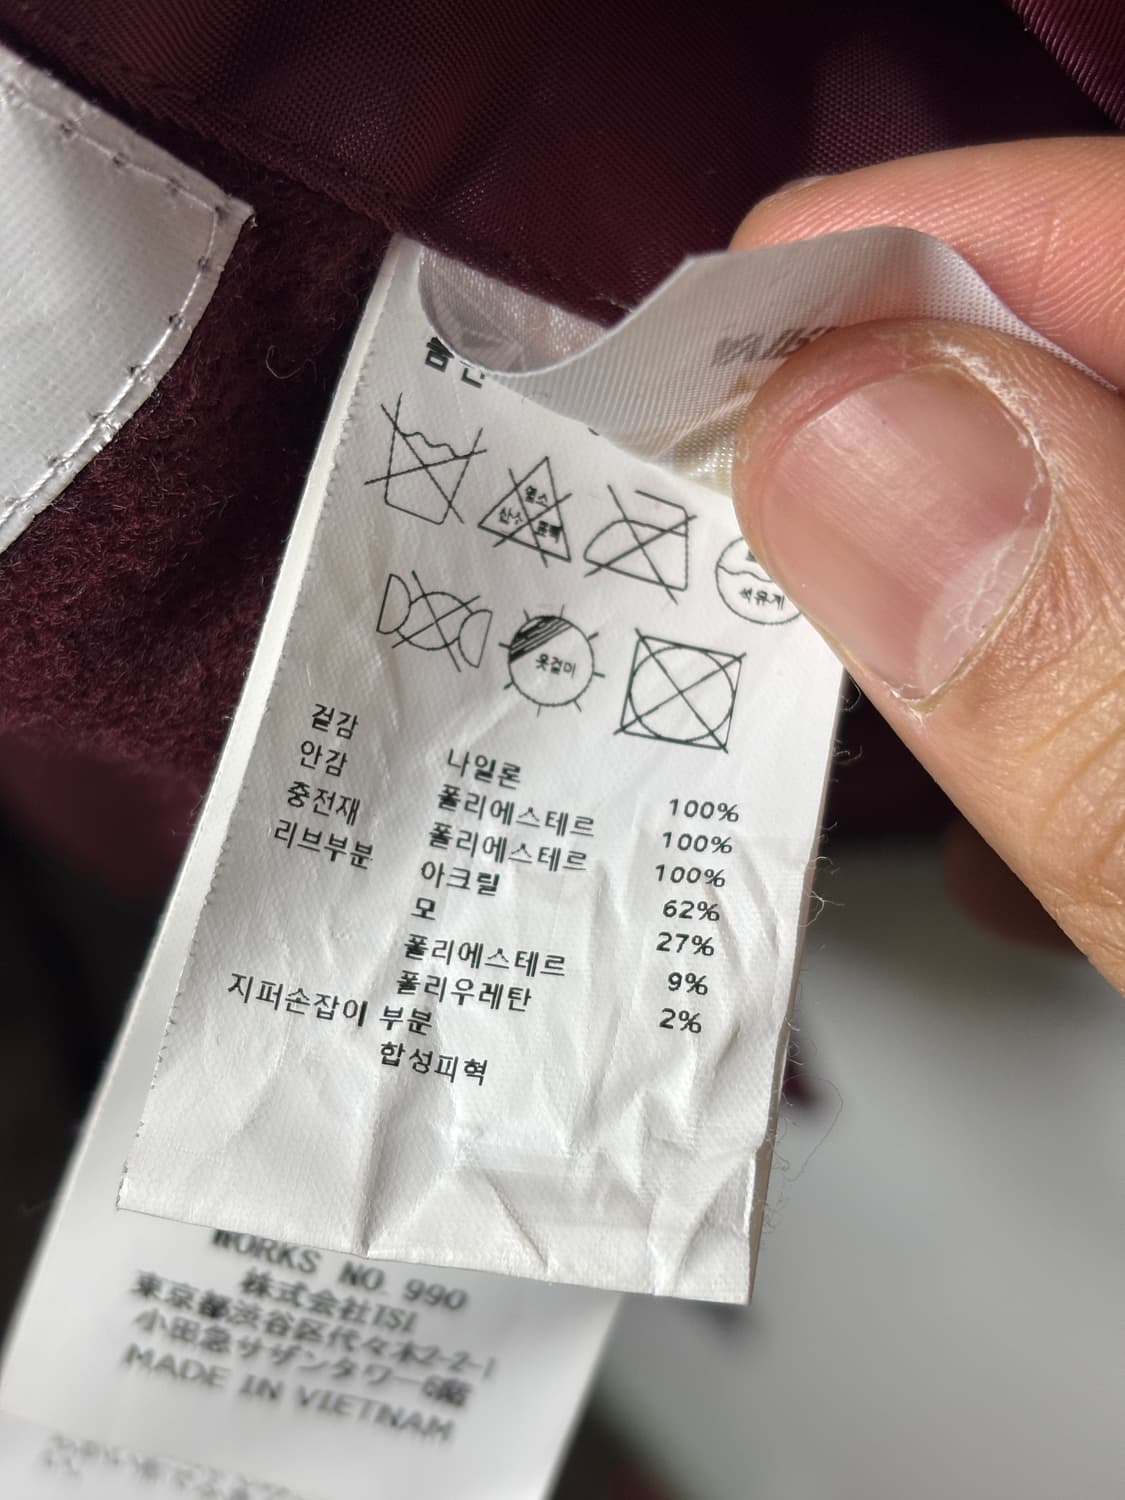 염소
산소 표백
석유계
옷걸이
겉감 나일론 100%
안감 폴리에스테르 100%
충전재 폴리에스테르 100%
리브부분 아크릴 62%
모 27%
폴리에스테르 9%
폴리우레탄 2%
지퍼손잡이 부분
합성피혁
WORKS NO. 990
株式会社TSI
東京都渋谷区代々木2-2-1
小田急サザンタワー6階
MADE IN VIETNAM